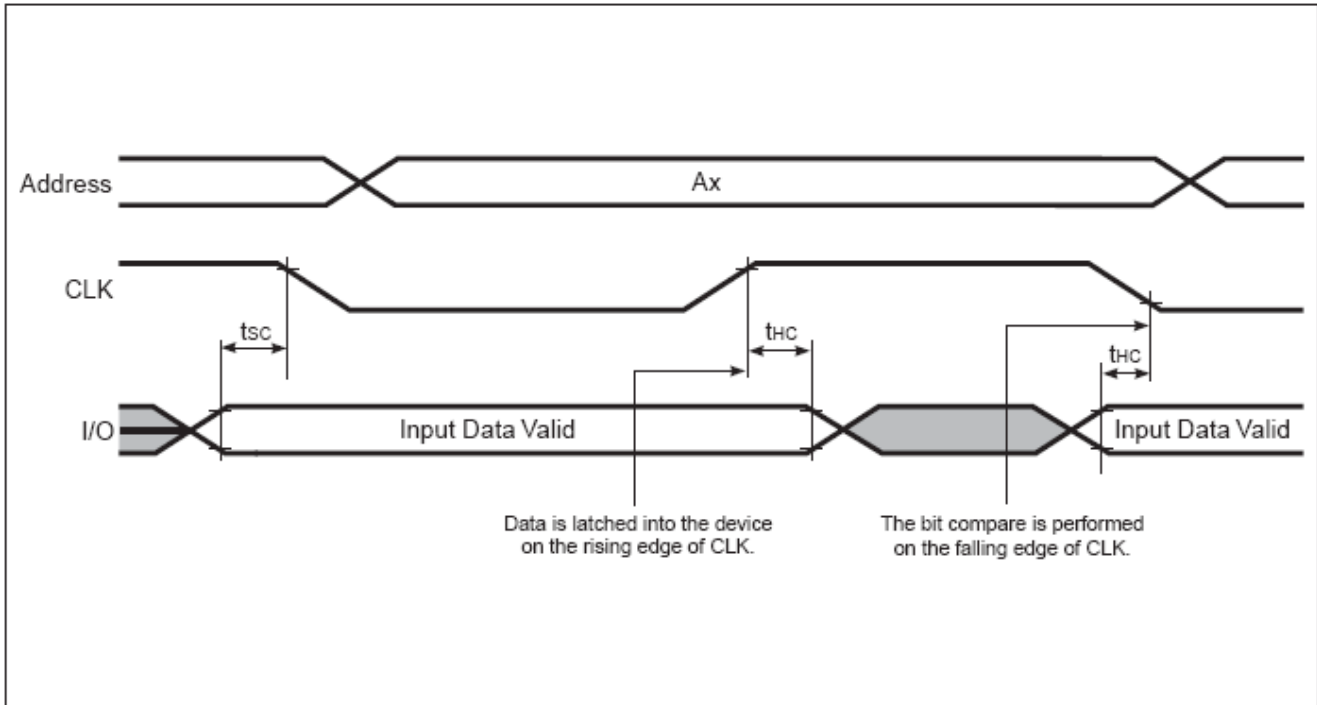 Address
Ax
CLK
tSC
tHC
tHC
I/O
Input Data Valid
Input Data Valid
Data is latched into the device
on the rising edge of CLK.
The bit compare is performed
on the falling edge of CLK.